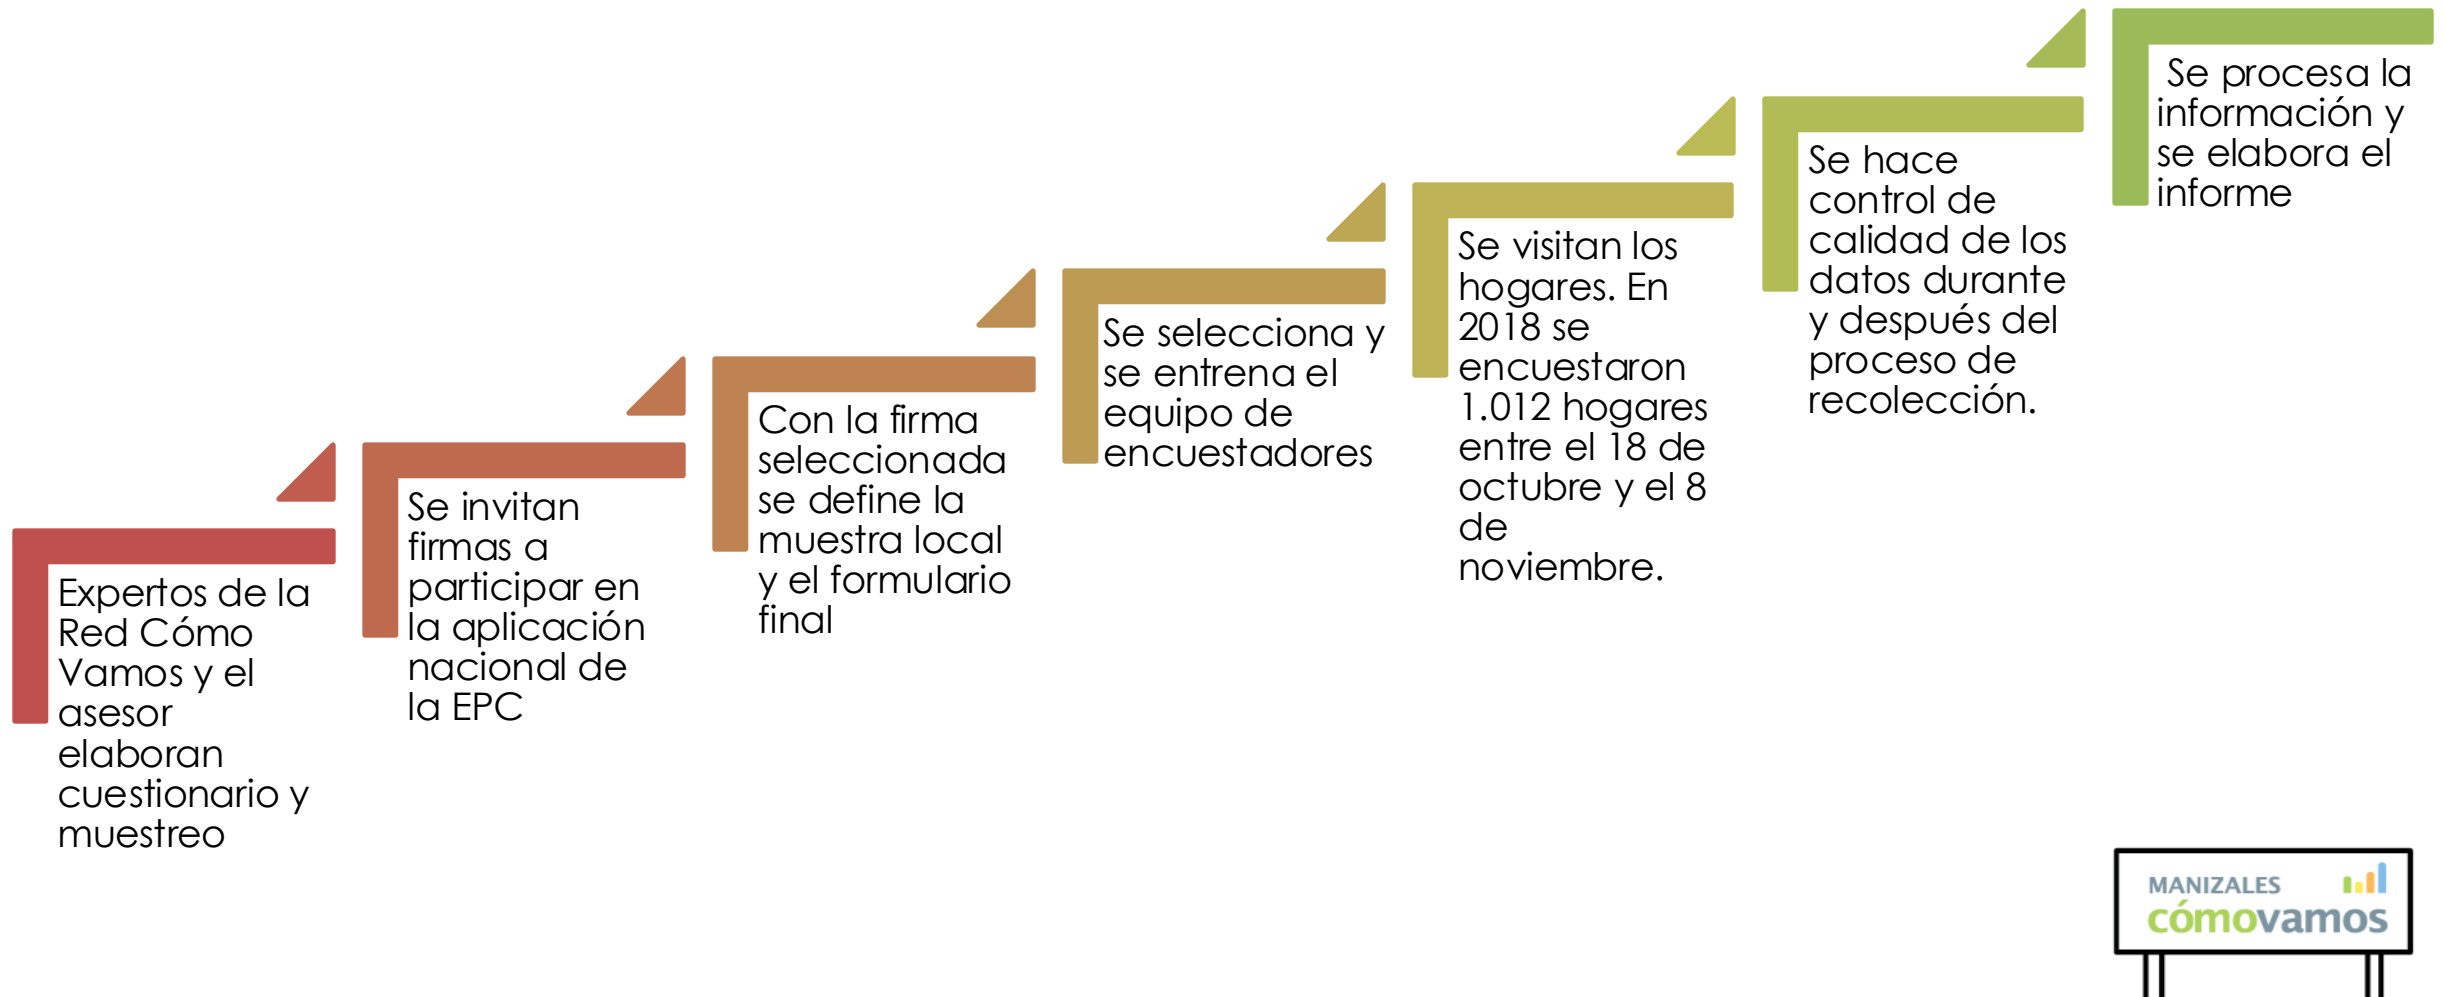 Expertos de la
Red Cómo
Vamos y el
asesor
elaboran
cuestionario y
muestreo
Se invitan
firmas a
participar en
la aplicación
nacional de
la EPC
Con la firma
seleccionada
se define la
muestra local
y el formulario
final
Se selecciona y
se entrena el
equipo de
encuestadores
Se visitan los
hogares. En
2018 se
encuestaron
1.012 hogares
entre el 18 de
octubre y el 8
de
noviembre.
Se hace
control de
calidad de los
datos durante
y después del
proceso de
recolección.
Se procesa la
información y
se elabora el
informe
MANIZALES
cómovamos